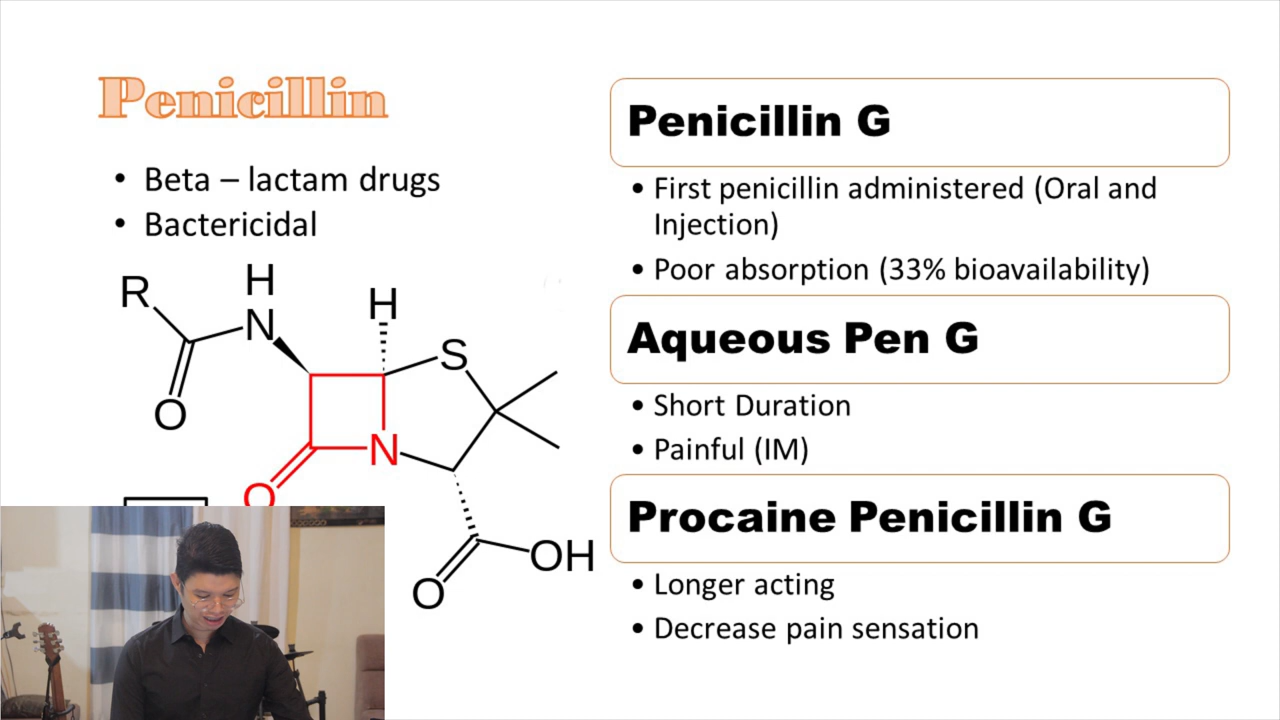 Penicillin
• Beta – lactam drugs
• Bactericidal
R
H
N
H
S
O
N
O
OH
O
Penicillin G
• First penicillin administered (Oral and
Injection)
• Poor absorption (33% bioavailability)
Aqueous Pen G
• Short Duration
• Painful (IM)
Procaine Penicillin G
• Longer acting
• Decrease pain sensation